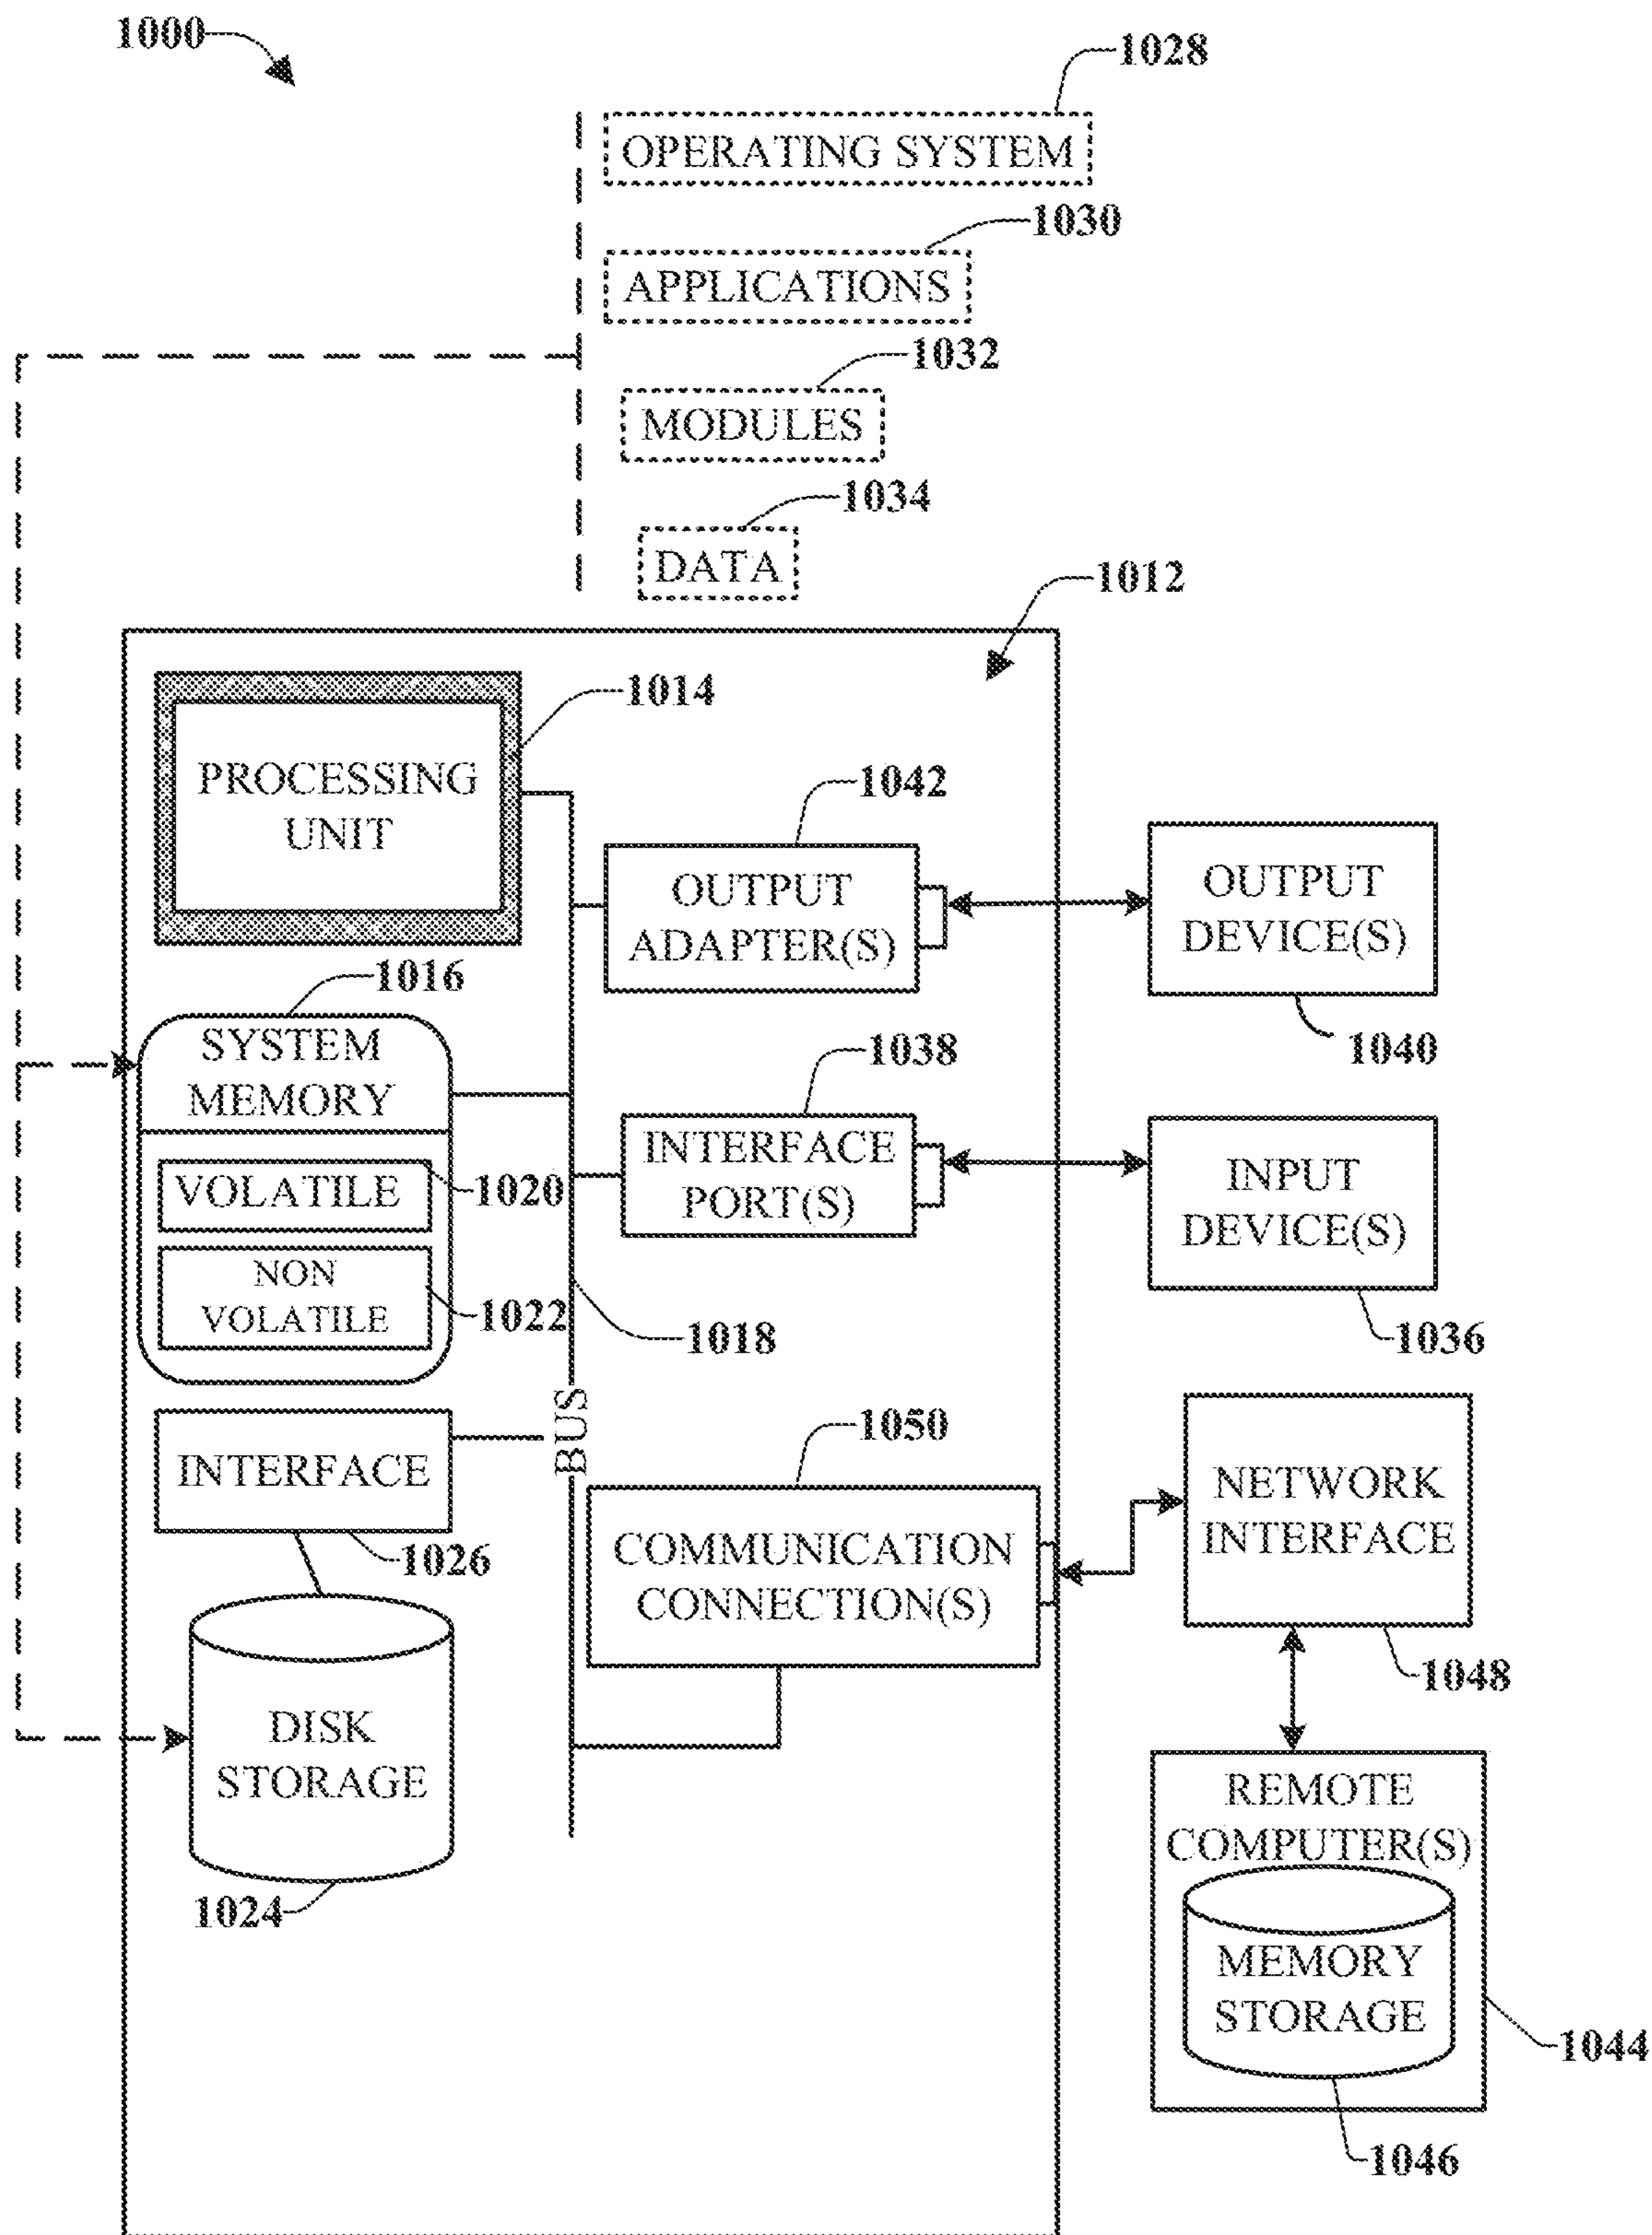 1000
1028
OPERATING SYSTEM
1030
APPLICATIONS
1032
MODULES
1034
DATA
1012
1014
PROCESSING
UNIT
1042
OUTPUT
ADAPTER(S)
OUTPUT
DEVICE(S)
1040
1016
SYSTEM
MEMORY
VOLATILE
1020
NON
VOLATILE
1022
1038
INTERFACE
PORT(S)
INPUT
DEVICE(S)
1036
1018
BUS
INTERFACE
1026
1050
COMMUNICATION
CONNECTION(S)
NETWORK
INTERFACE
1048
DISK
STORAGE
1024
REMOTE
COMPUTER(S)
MEMORY
STORAGE
1044
1046